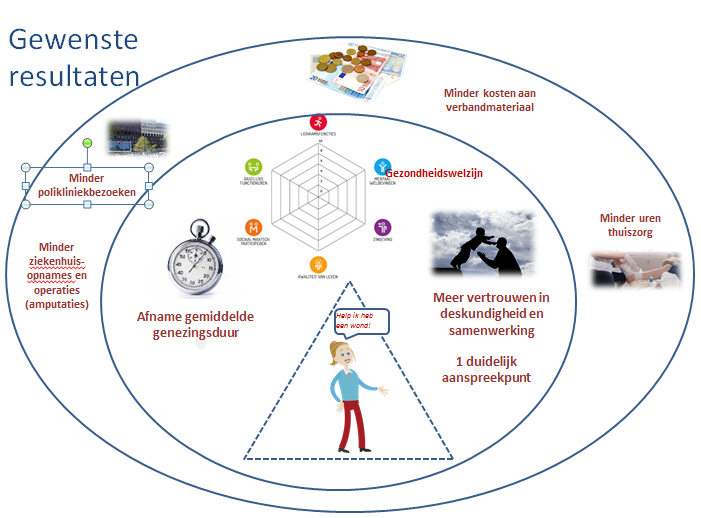 Gewenste
resultaten
Minder kosten aan
verbandmateriaal
LICHAAMSFUNCTIES
Minder
polikliniekbezoeken
DAGELIJKS
FUNCTIONEREN
MENTAAL
WELBEVINDEN
Gezondheidswelzijn
Minder uren
thuiszorg
SOCIAAL MAATSCH.
PARTICIPEREN
ZINGEVING
Minder
ziekenhuis-
opnames en
operaties
(amputaties)
KWALITEIT VAN LEVEN
Afname gemiddelde
genezingsduur
Meer vertrouwen in
deskundigheid en
samenwerking
1 duidelijk
aanspreekpunt
Help ik heb
een wond!